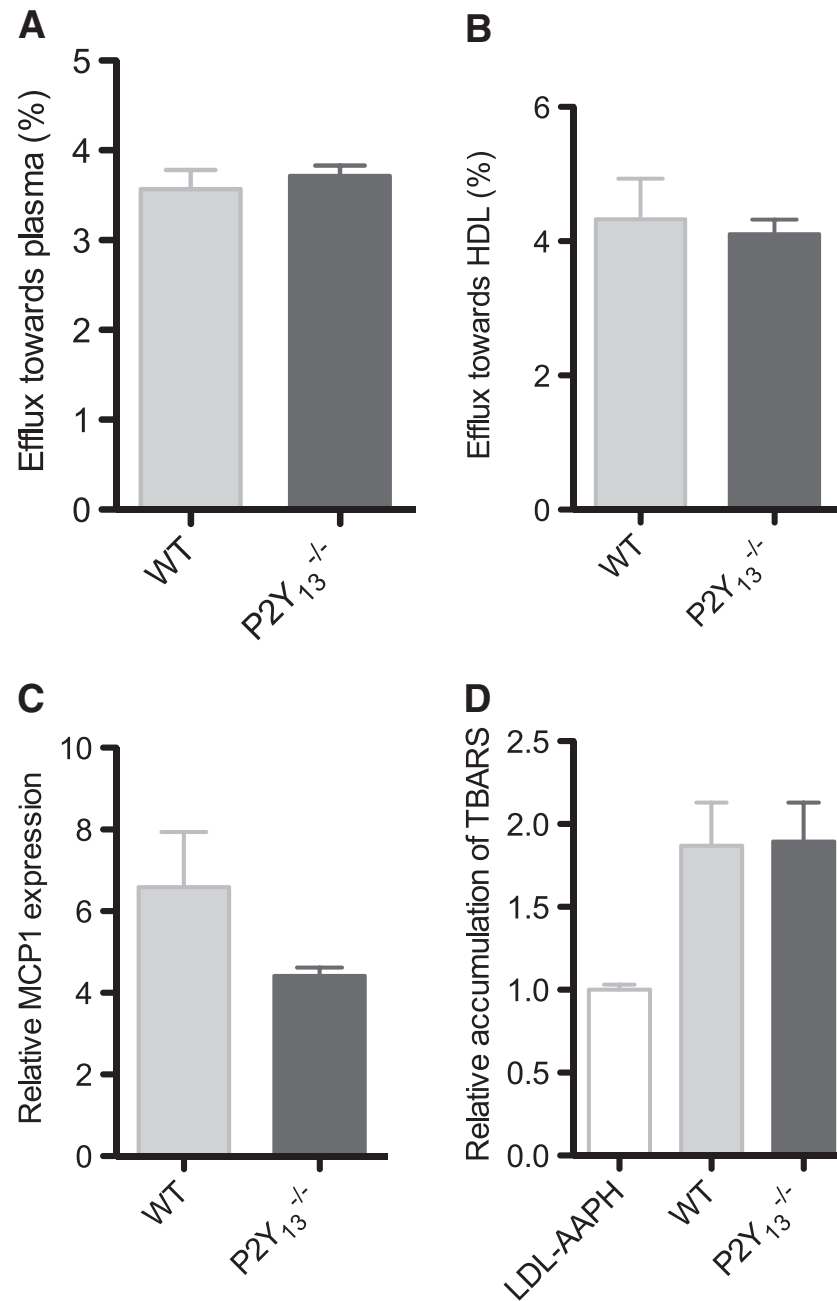 A
Efflux towards plasma (%)
5
4
3
2
1
0
WT
P2Y13 -/-
B
Efflux towards HDL (%)
6
4
2
0
WT
P2Y13 -/-
C
Relative MCP1 expression
10
8
6
4
2
0
WT
P2Y13 -/-
D
Relative accumulation of TBARS
2.5
2.0
1.5
1.0
0.5
0.0
LDL-AAPH
WT
P2Y13 -/-